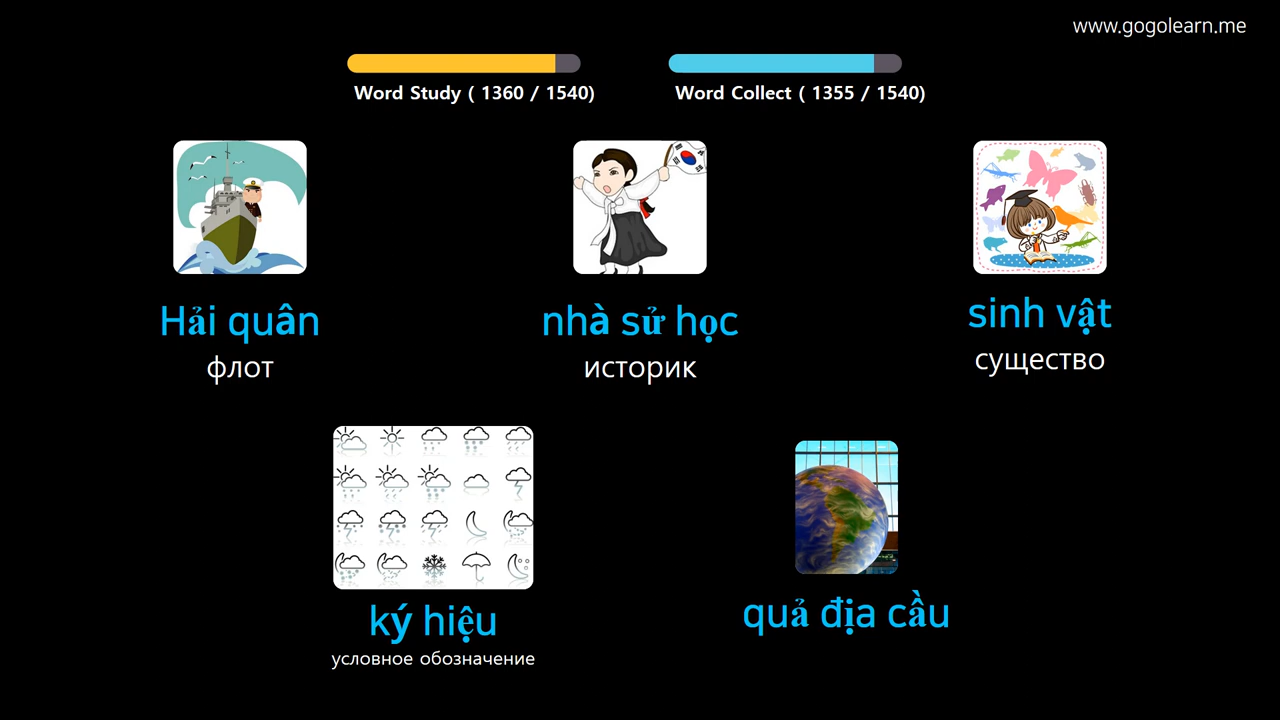 www.gogolearn.me
Word Study ( 1360 / 1540)
Word Collect ( 1355 / 1540)
Hải quân
флот
nhà sử học
историк
sinh vật
существо
ký hiệu
условное обозначение
quả địa cầu